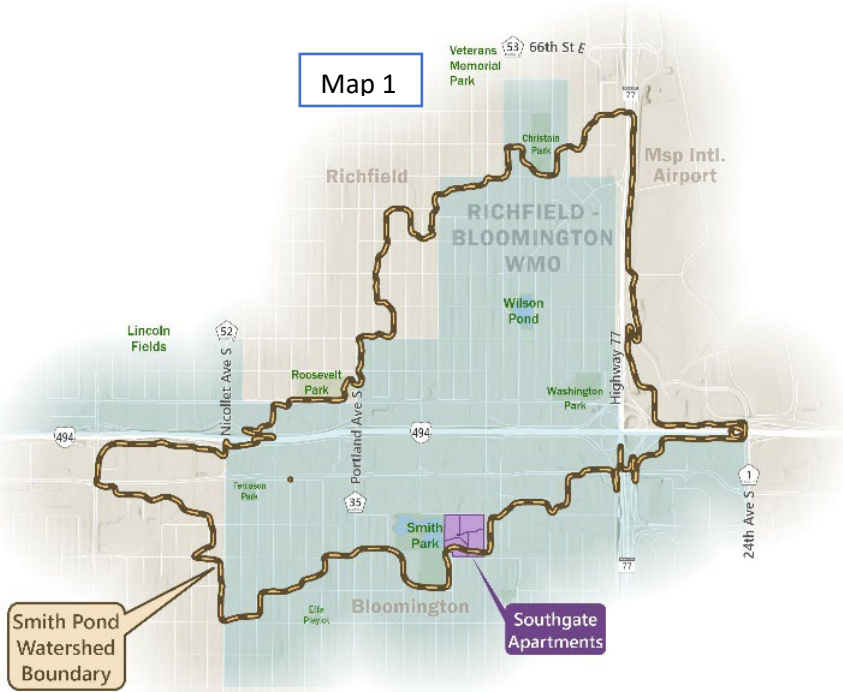 Map 1
Veterans
Memorial
Park
53 66th St E
77
Christain
Park
Msp Intl.
Airport
Richfield
RICHFIELD -
BLOOMINGTON
WMO
Wilson
Pond
Lincoln
Fields
52
Nicollet Ave S
Roosevelt
Park
Portland Ave S
Highway 77
Washington
Park
494
494
1
24th Ave S
Park
35
Smith
Park
77
Bloomington
Smith Pond
Watershed
Boundary
Southgate
Apartments